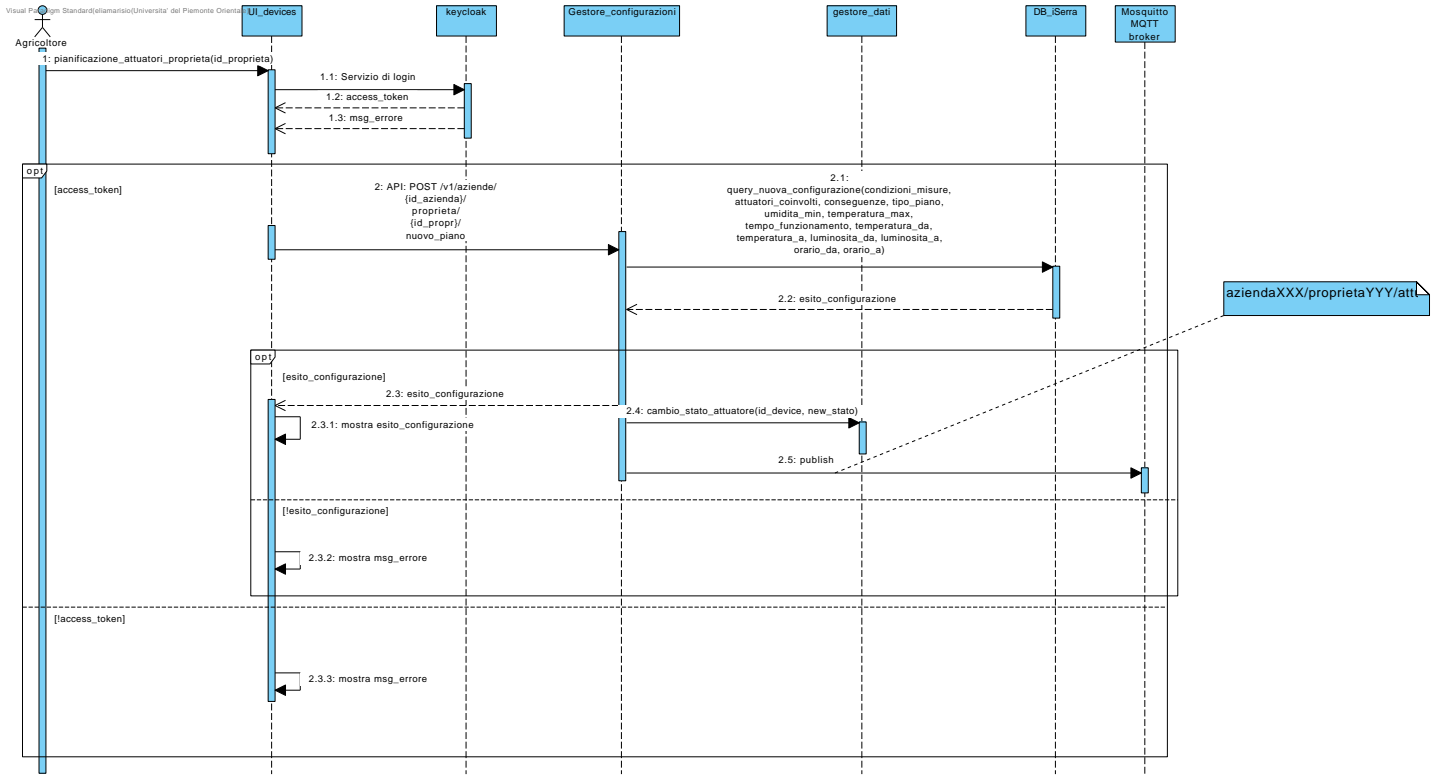 Visual Paradigm Standard(eliamarisio(Universita' del Piemonte Oriental
Agricoltore
UI_devices
keycloak
Gestore_configurazioni
gestore_dati
DB_iSerra
Mosquitto
MQTT
broker
1: pianificazione_attuatori_proprieta(id_proprieta)
1.1: Servizio di login
1.2: access_token
1.3: msg_errore
opt
[access_token]
2: API: POST /v1/aziende/
{id_azienda}/
proprieta/
{id_propr}/
nuovo_piano
2.1:
query_nuova_configurazione(condizioni_misure,
attuatori_coinvolti, conseguenze, tipo_piano,
umidita_min, temperatura_max,
tempo_funzionamento, temperatura_da,
temperatura_a, luminosita_da, luminosita_a,
orario_da, orario_a)
2.2: esito_configurazione
aziendaXXX/proprietaYYY/att
opt
[esito_configurazione]
2.3: esito_configurazione
2.4: cambio_stato_attuatore(id_device, new_stato)
2.3.1: mostra esito_configurazione
2.5: publish
[!esito_configurazione]
2.3.2: mostra msg_errore
[!access_token]
2.3.3: mostra msg_errore